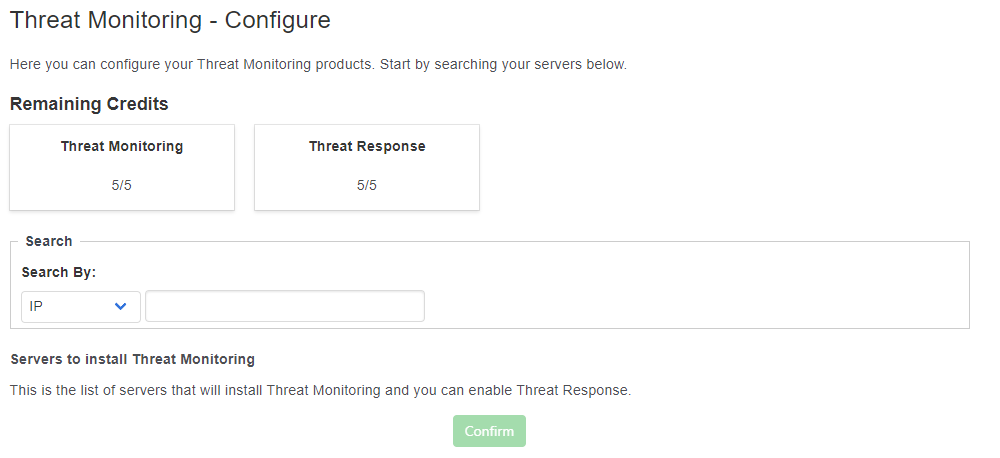 Threat Monitoring - Configure
Here you can configure your Threat Monitoring products. Start by searching your servers below.
Remaining Credits
Threat Monitoring
5/5
Threat Response
5/5
Search
Search By:
IP
Servers to install Threat Monitoring
This is the list of servers that will install Threat Monitoring and you can enable Threat Response.
Confirm